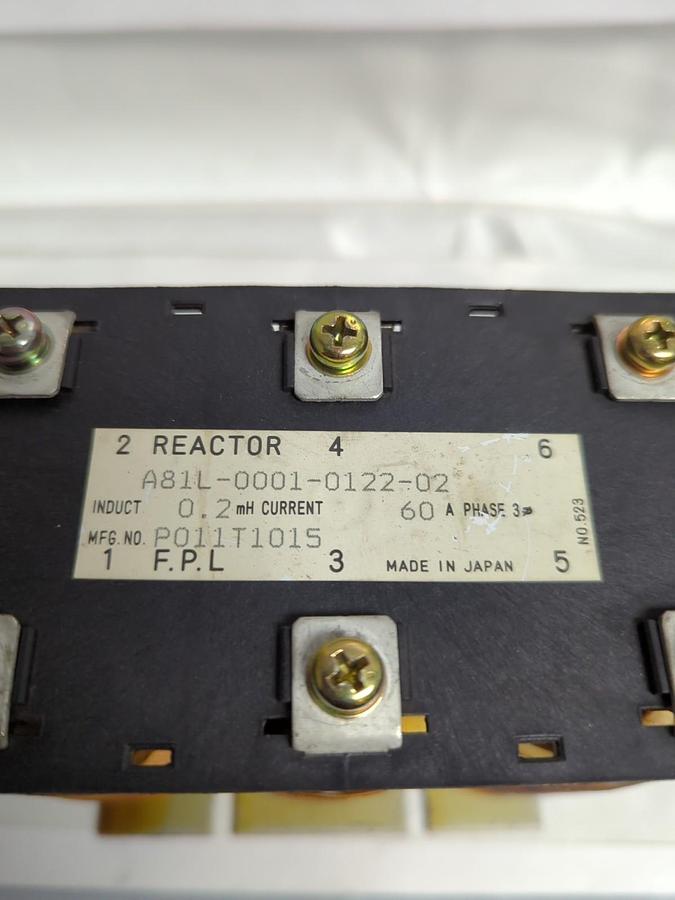 2 REACTOR 4 6
A81L-0001-0122-02
INDUCT 0.2 mH CURRENT 60 A PHASE 3ø
MFG. NO. P011T1015
1 F.P.L 3 MADE IN JAPAN 5
NO.523